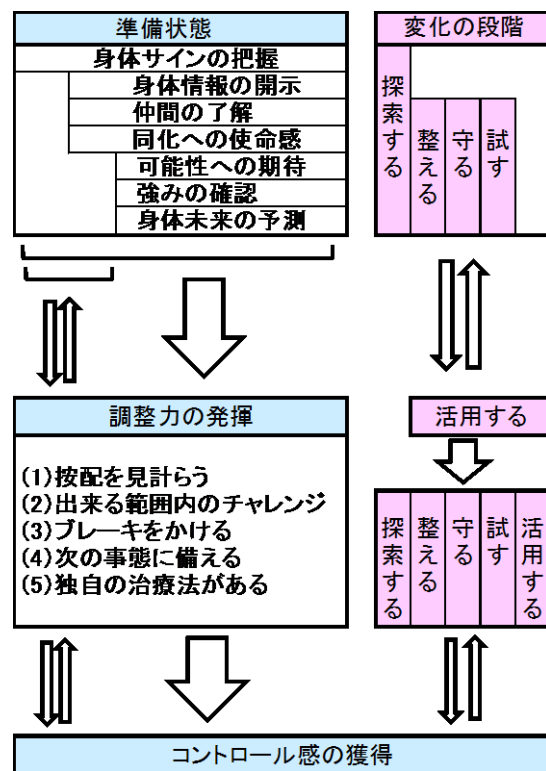 準備状態
身体サインの把握
身体情報の開示
仲間の了解
同化への使命感
可能性への期待
強みの確認
身体未来の予測
変化の段階
探索する
整える
守る
試す
調整力の発揮
(1)按配を見計らう
(2)出来る範囲内のチャレンジ
(3)ブレーキをかける
(4)次の事態に備える
(5)独自の治療法がある
活用する
探索する
整える
守る
試す
活用する
コントロール感の獲得